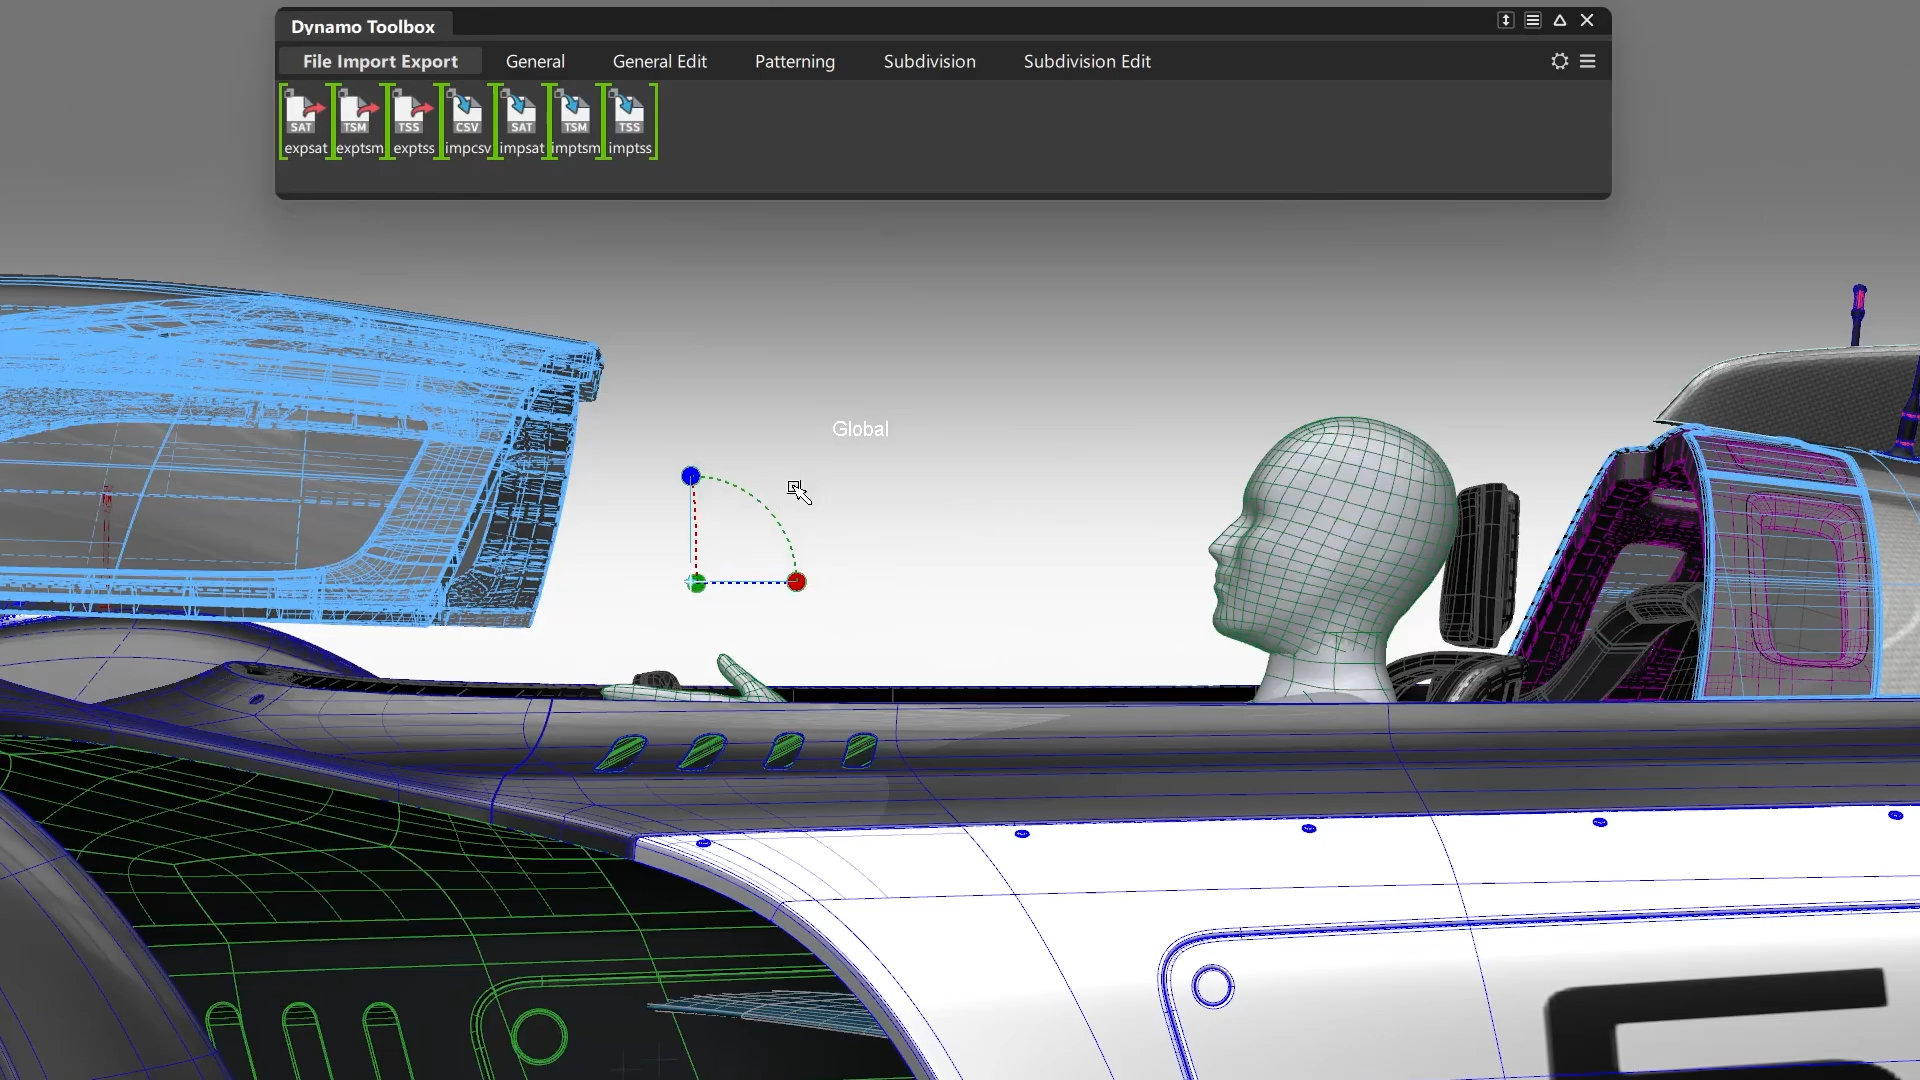 Dynamo Toolbox
File Import Export General General Edit Patterning Subdivision Subdivision Edit
SAT TSM TSS CSV SAT TSM TSS
expsat exptsm exptss impcsv impsat imptsm imptss
Global